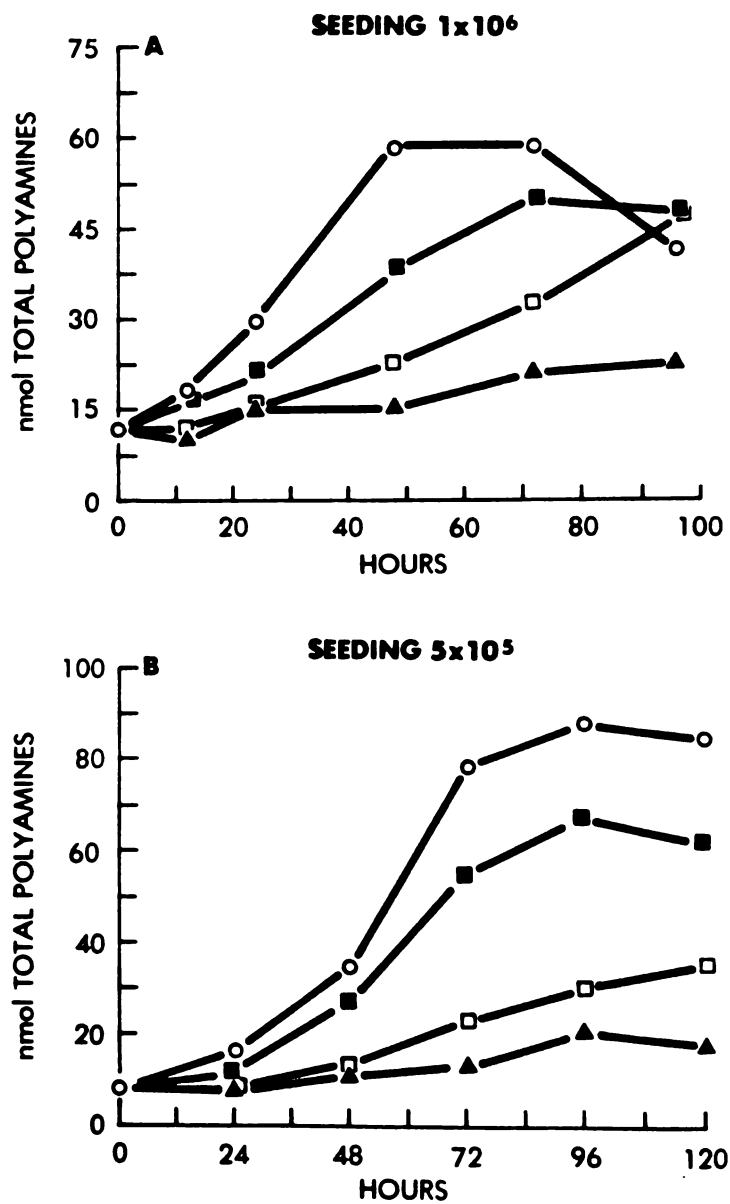 SEEDING 1x10⁶
A
75
60
45
30
15
0
nmol TOTAL POLYAMINES
0 20 40 60 80 100
HOURS
SEEDING 5x10⁵
B
100
80
60
40
20
0
nmol TOTAL POLYAMINES
0 24 48 72 96 120
HOURS